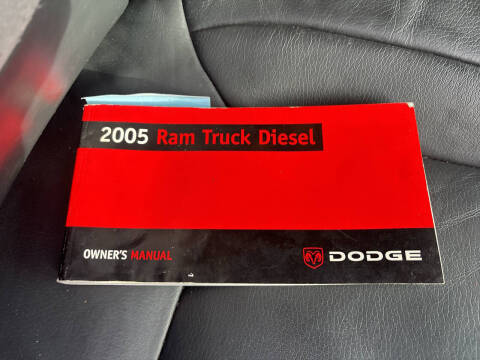 2005 Ram Truck Diesel
OWNER'S MANUAL
DODGE